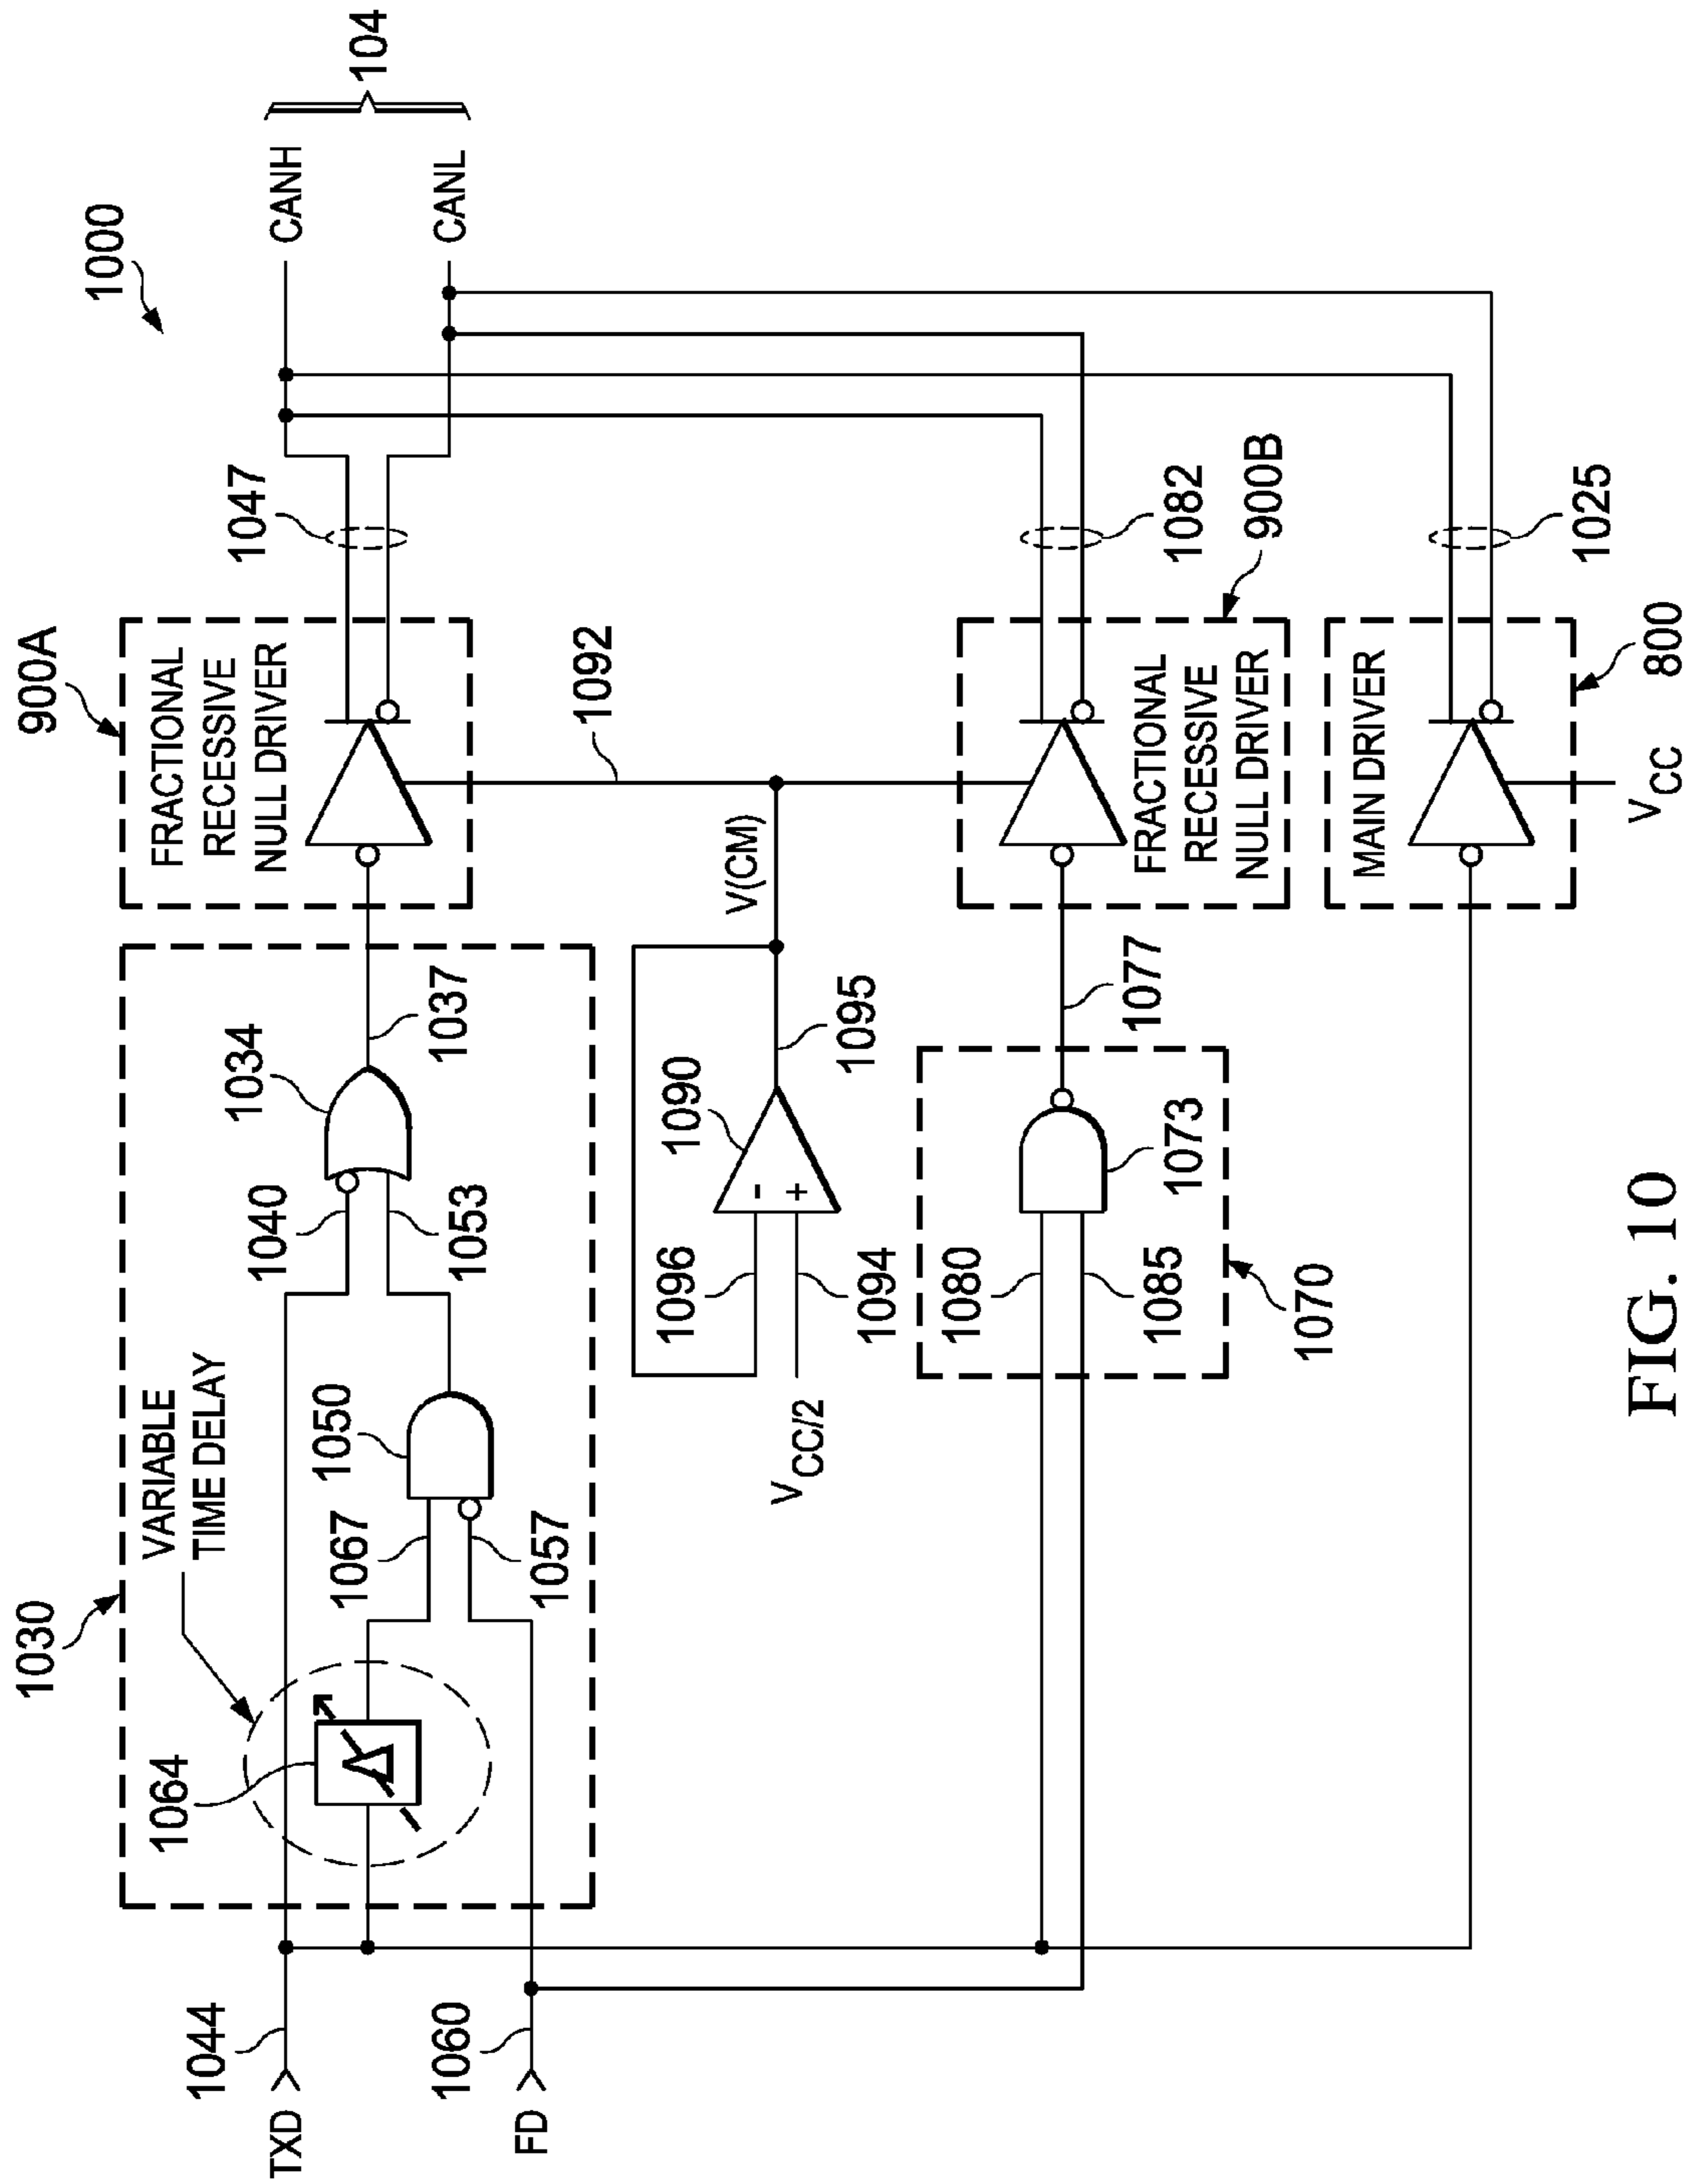 1000
104
CANH
CANL
1047
900A
FRACTIONAL
RECESSIVE
NULL DRIVER
1092
1030
VARIABLE
TIME DELAY
1064
1034
1037
1040
1053
1050
1067
1057
1044
TXD
1060
FD
V(CM)
1090
1095
-
+
1096
1094
VCC/2
1082
900B
FRACTIONAL
RECESSIVE
NULL DRIVER
1077
1073
1080
1085
1070
1025
MAIN DRIVER
800
VCC
FIG. 10